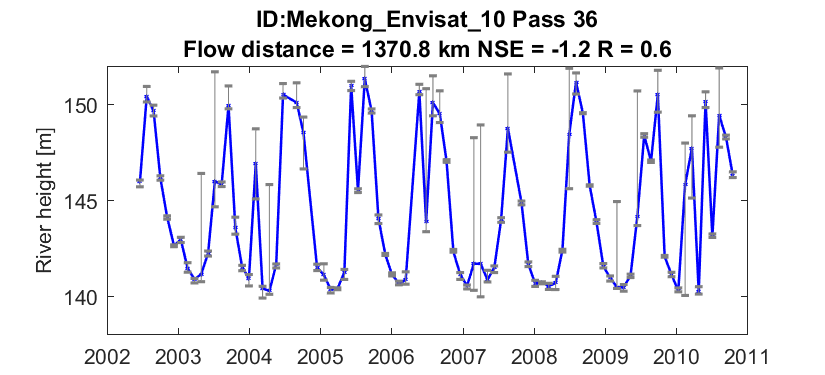 ID:Mekong_Envisat_10 Pass 36
Flow distance = 1370.8 km NSE = -1.2 R = 0.6
River height [m]
150
145
140
2002 2003 2004 2005 2006 2007 2008 2009 2010 2011